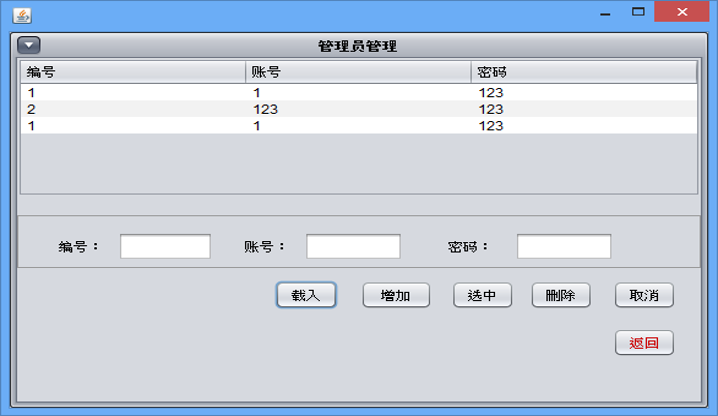 管理员管理
编号 账号 密码
1 1 123
2 123 123
1 1 123
编号： 账号： 密码：
载入 增加 选中 删除 取消
返回